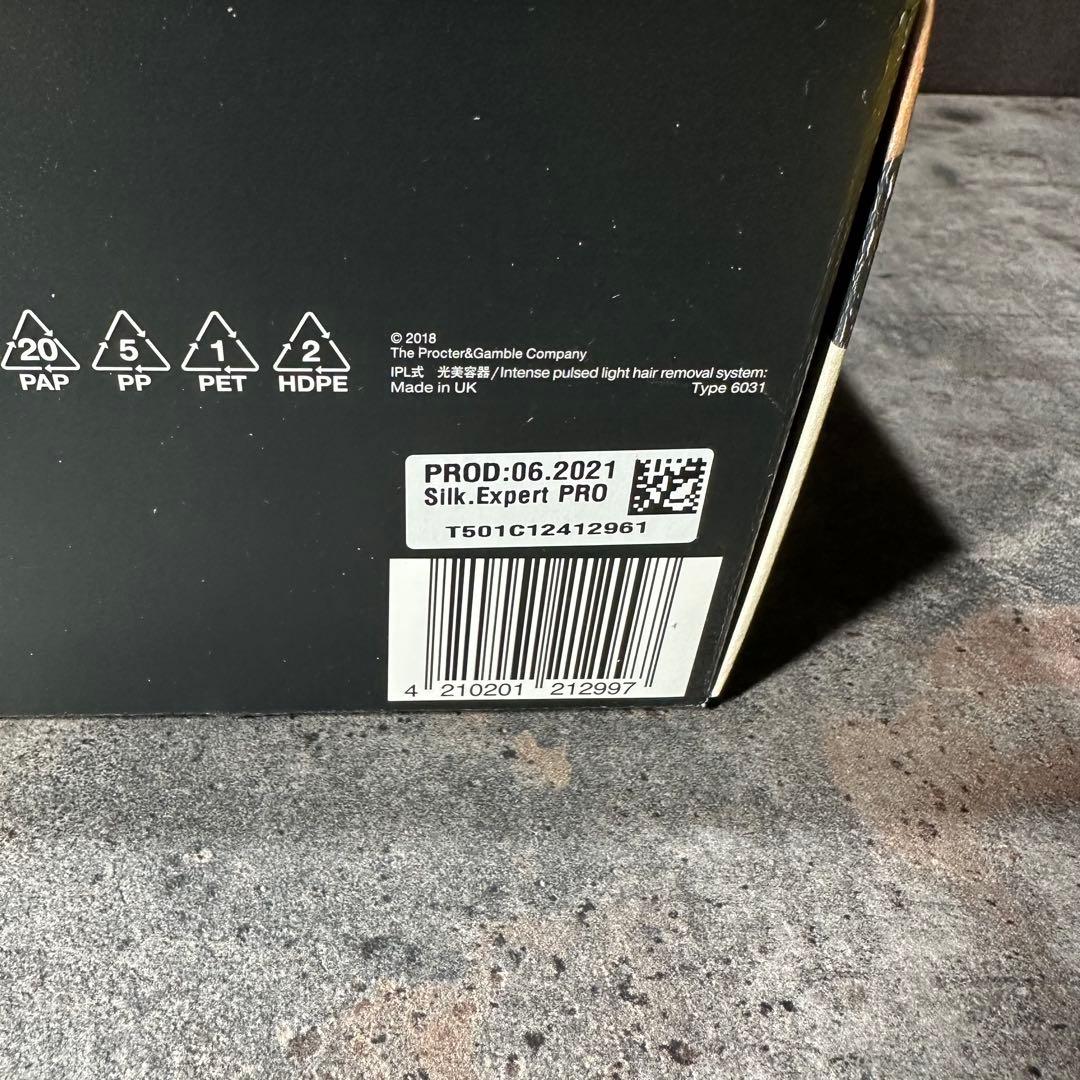 20 5 1 2
PAP PP PET HDPE
© 2018
The Procter&Gamble Company
IPL式 光美容器/Intense pulsed light hair removal system:
Made in UK Type 6031
PROD:06.2021
Silk.Expert PRO
T501C12412961
4 210201 212997